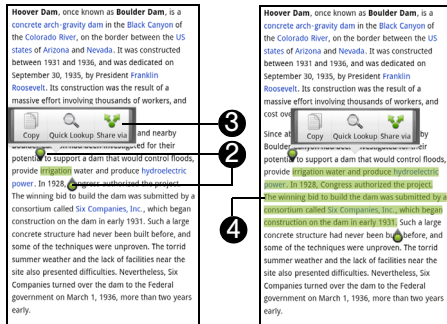 Hoover Dam, once known as Boulder Dam, is a
concrete arch-gravity dam in the Black Canyon of
the Colorado River, on the border between the US
states of Arizona and Nevada. It was constructed
between 1931 and 1936, and was dedicated on
September 30, 1935, by President Franklin
Roosevelt. Its construction was the result of a
massive effort involving thousands of workers, and
Copy Quick Lookup Share via
and nearby
been investigated for their
potential to support a dam that would control floods,
provide irrigation water and produce hydroelectric
power. In 1928, Congress authorized the project.
The winning bid to build the dam was submitted by a
consortium called Six Companies, Inc., which began
construction on the dam in early 1931. Such a large
concrete structure had never been built before, and
some of the techniques were unproven. The torrid
summer weather and the lack of facilities near the
site also presented difficulties. Nevertheless, Six
Companies turned over the dam to the Federal
government on March 1, 1936, more than two years
early.
3
2
4
Hoover Dam, once known as Boulder Dam, is a
concrete arch-gravity dam in the Black Canyon of
the Colorado River, on the border between the US
states of Arizona and Nevada. It was constructed
between 1931 and 1936, and was dedicated on
September 30, 1935, by President Franklin
Roosevelt. Its construction was the result of a
massive effort involving thousands of workers, and
cost ove
Since a by
Copy Quick Lookup Share via
Boulder
potential to support a dam that would control floods,
provide irrigation water and produce hydroelectric
power. In 1928, Congress authorized the project.
The winning bid to build the dam was submitted by a
consortium called Six Companies, Inc., which began
construction on the dam in early 1931. Such a large
concrete structure had never been bu before, and
some of the techniques were unproven. The torrid
summer weather and the lack of facilities near the
site also presented difficulties. Nevertheless, Six
Companies turned over the dam to the Federal
government on March 1, 1936, more than two years
early.